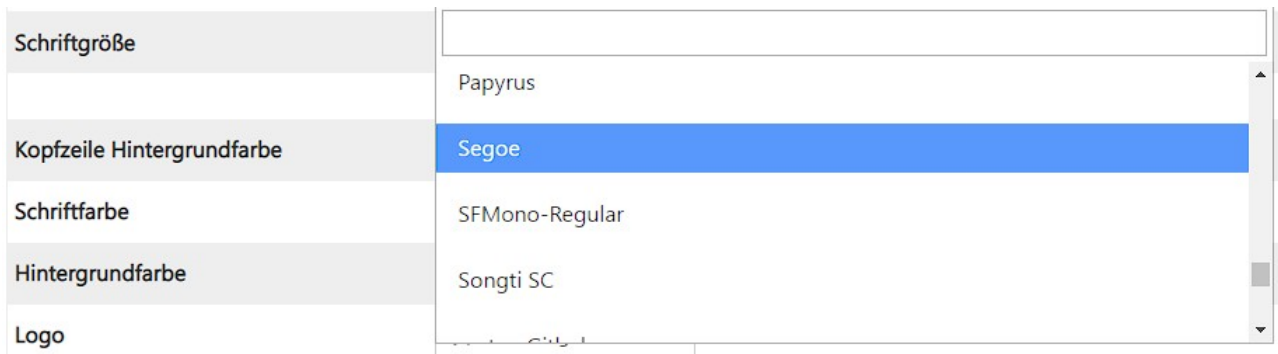 Schriftgröße
Papyrus
Kopfzeile Hintergrundfarbe
Segoe
Schriftfarbe
SFMono-Regular
Hintergrundfarbe
Songti SC
Logo